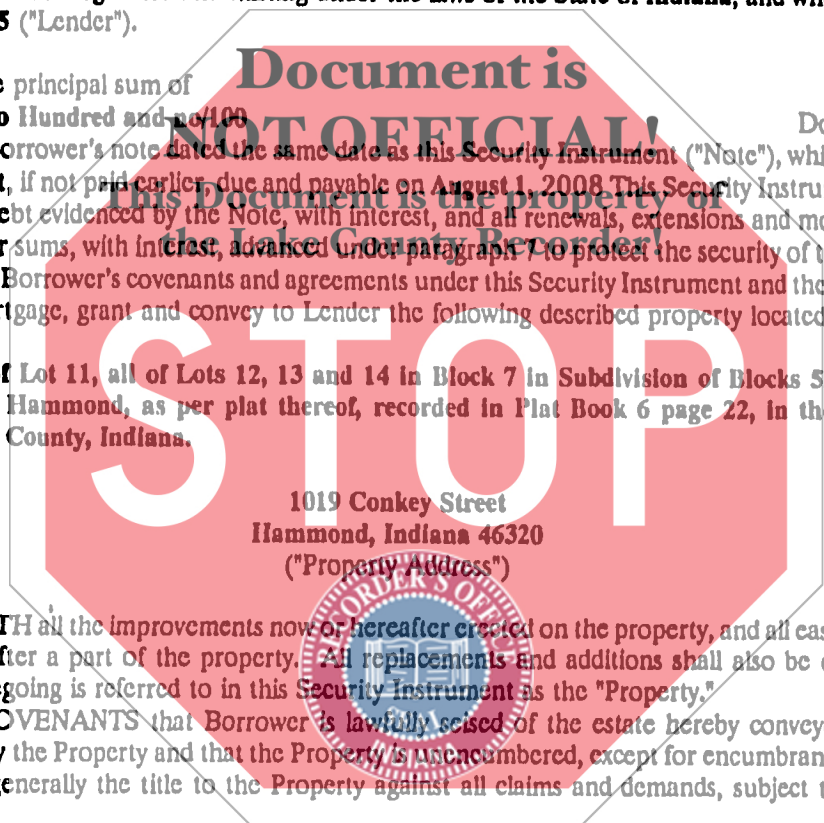 5 ("Lender").
Document is
principal sum of
Hundred and no/100
NOT OFFICIAL!
orrower's note dated the same date as this Security Instrument ("Note"), whi
, if not paid earlier, due and payable on August 1, 2008 This Security Instru
This Document is the property of
ebt evidenced by the Note, with interest, and all renewals, extensions and mo
the Lake County Recorder!
r sums, with interest, advanced under paragraph 7 to protect the security of t
Borrower's covenants and agreements under this Security Instrument and the
rtgage, grant and convey to Lender the following described property located
STOP
f Lot 11, all of Lots 12, 13 and 14 in Block 7 in Subdivision of Blocks 5
Hammond, as per plat thereof, recorded in Plat Book 6 page 22, in th
County, Indiana.
1019 Conkey Street
Hammond, Indiana 46320
("Property Address")
TH all the improvements now or hereafter erected on the property, and all eas
fter a part of the property. All replacements and additions shall also be
going is referred to in this Security Instrument as the "Property."
OVENANTS that Borrower is lawfully seised of the estate hereby convey
the Property and that the Property is unencumbered, except for encumbran
generally the title to the Property against all claims and demands, subject t